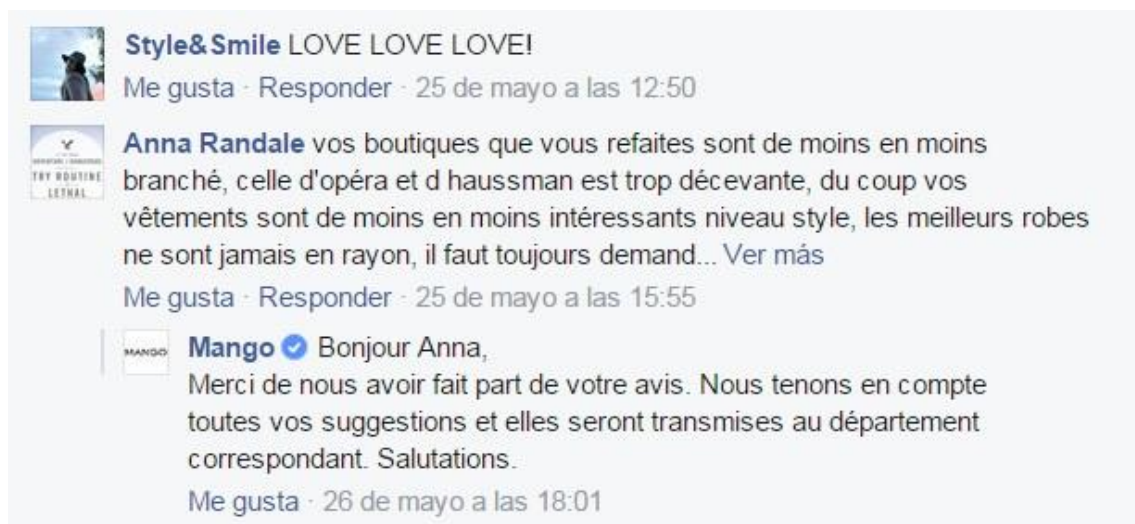 Style&Smile LOVE LOVE LOVE!
Me gusta · Responder · 25 de mayo a las 12:50
TRY ROUTINE
LETHAL
Anna Randale vos boutiques que vous refaites sont de moins en moins
branché, celle d'opéra et d haussman est trop décevante, du coup vos
vêtements sont de moins en moins intéressants niveau style, les meilleurs robes
ne sont jamais en rayon, il faut toujours demand... Ver más
Me gusta · Responder · 25 de mayo a las 15:55
MANGO
Mango Bonjour Anna,
Merci de nous avoir fait part de votre avis. Nous tenons en compte
toutes vos suggestions et elles seront transmises au département
correspondant. Salutations.
Me gusta · 26 de mayo a las 18:01